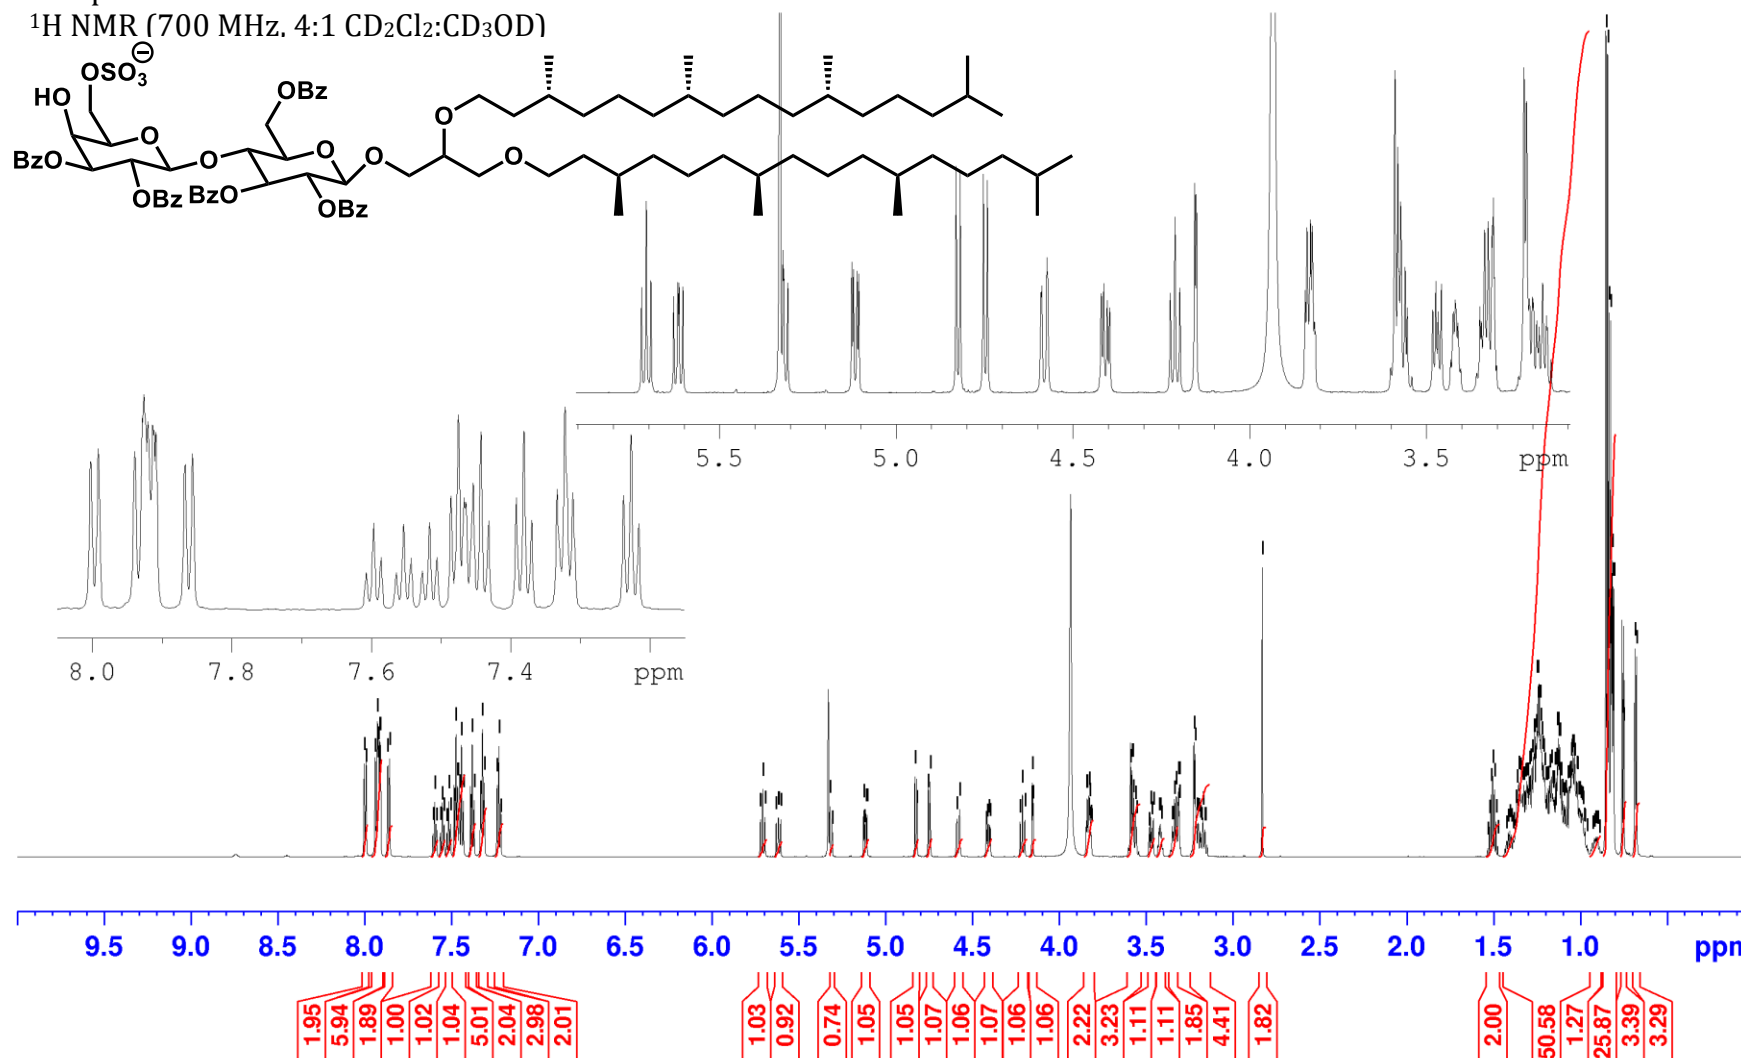 ¹H NMR (700 MHz, 4:1 CD₂Cl₂:CD₃OD)
⊖
OSO₃
HO
OBz
O
O
O
O
O
O
BzO
OBz
BzO
OBz
5.5 5.0 4.5 4.0 3.5 ppm
8.0 7.8 7.6 7.4 ppm
9.5 9.0 8.5 8.0 7.5 7.0 6.5 6.0 5.5 5.0 4.5 4.0 3.5 3.0 2.5 2.0 1.5 1.0 ppm
1.95 5.94 1.89 1.00 1.02 1.04 5.01 2.04 2.98 2.01 1.03 0.92 0.74 1.05 1.05 1.07 1.06 1.07 1.06 1.06 2.22 3.23 1.11 1.11 1.85 4.41 1.82 2.00 50.58 1.27 25.87 3.39 3.29